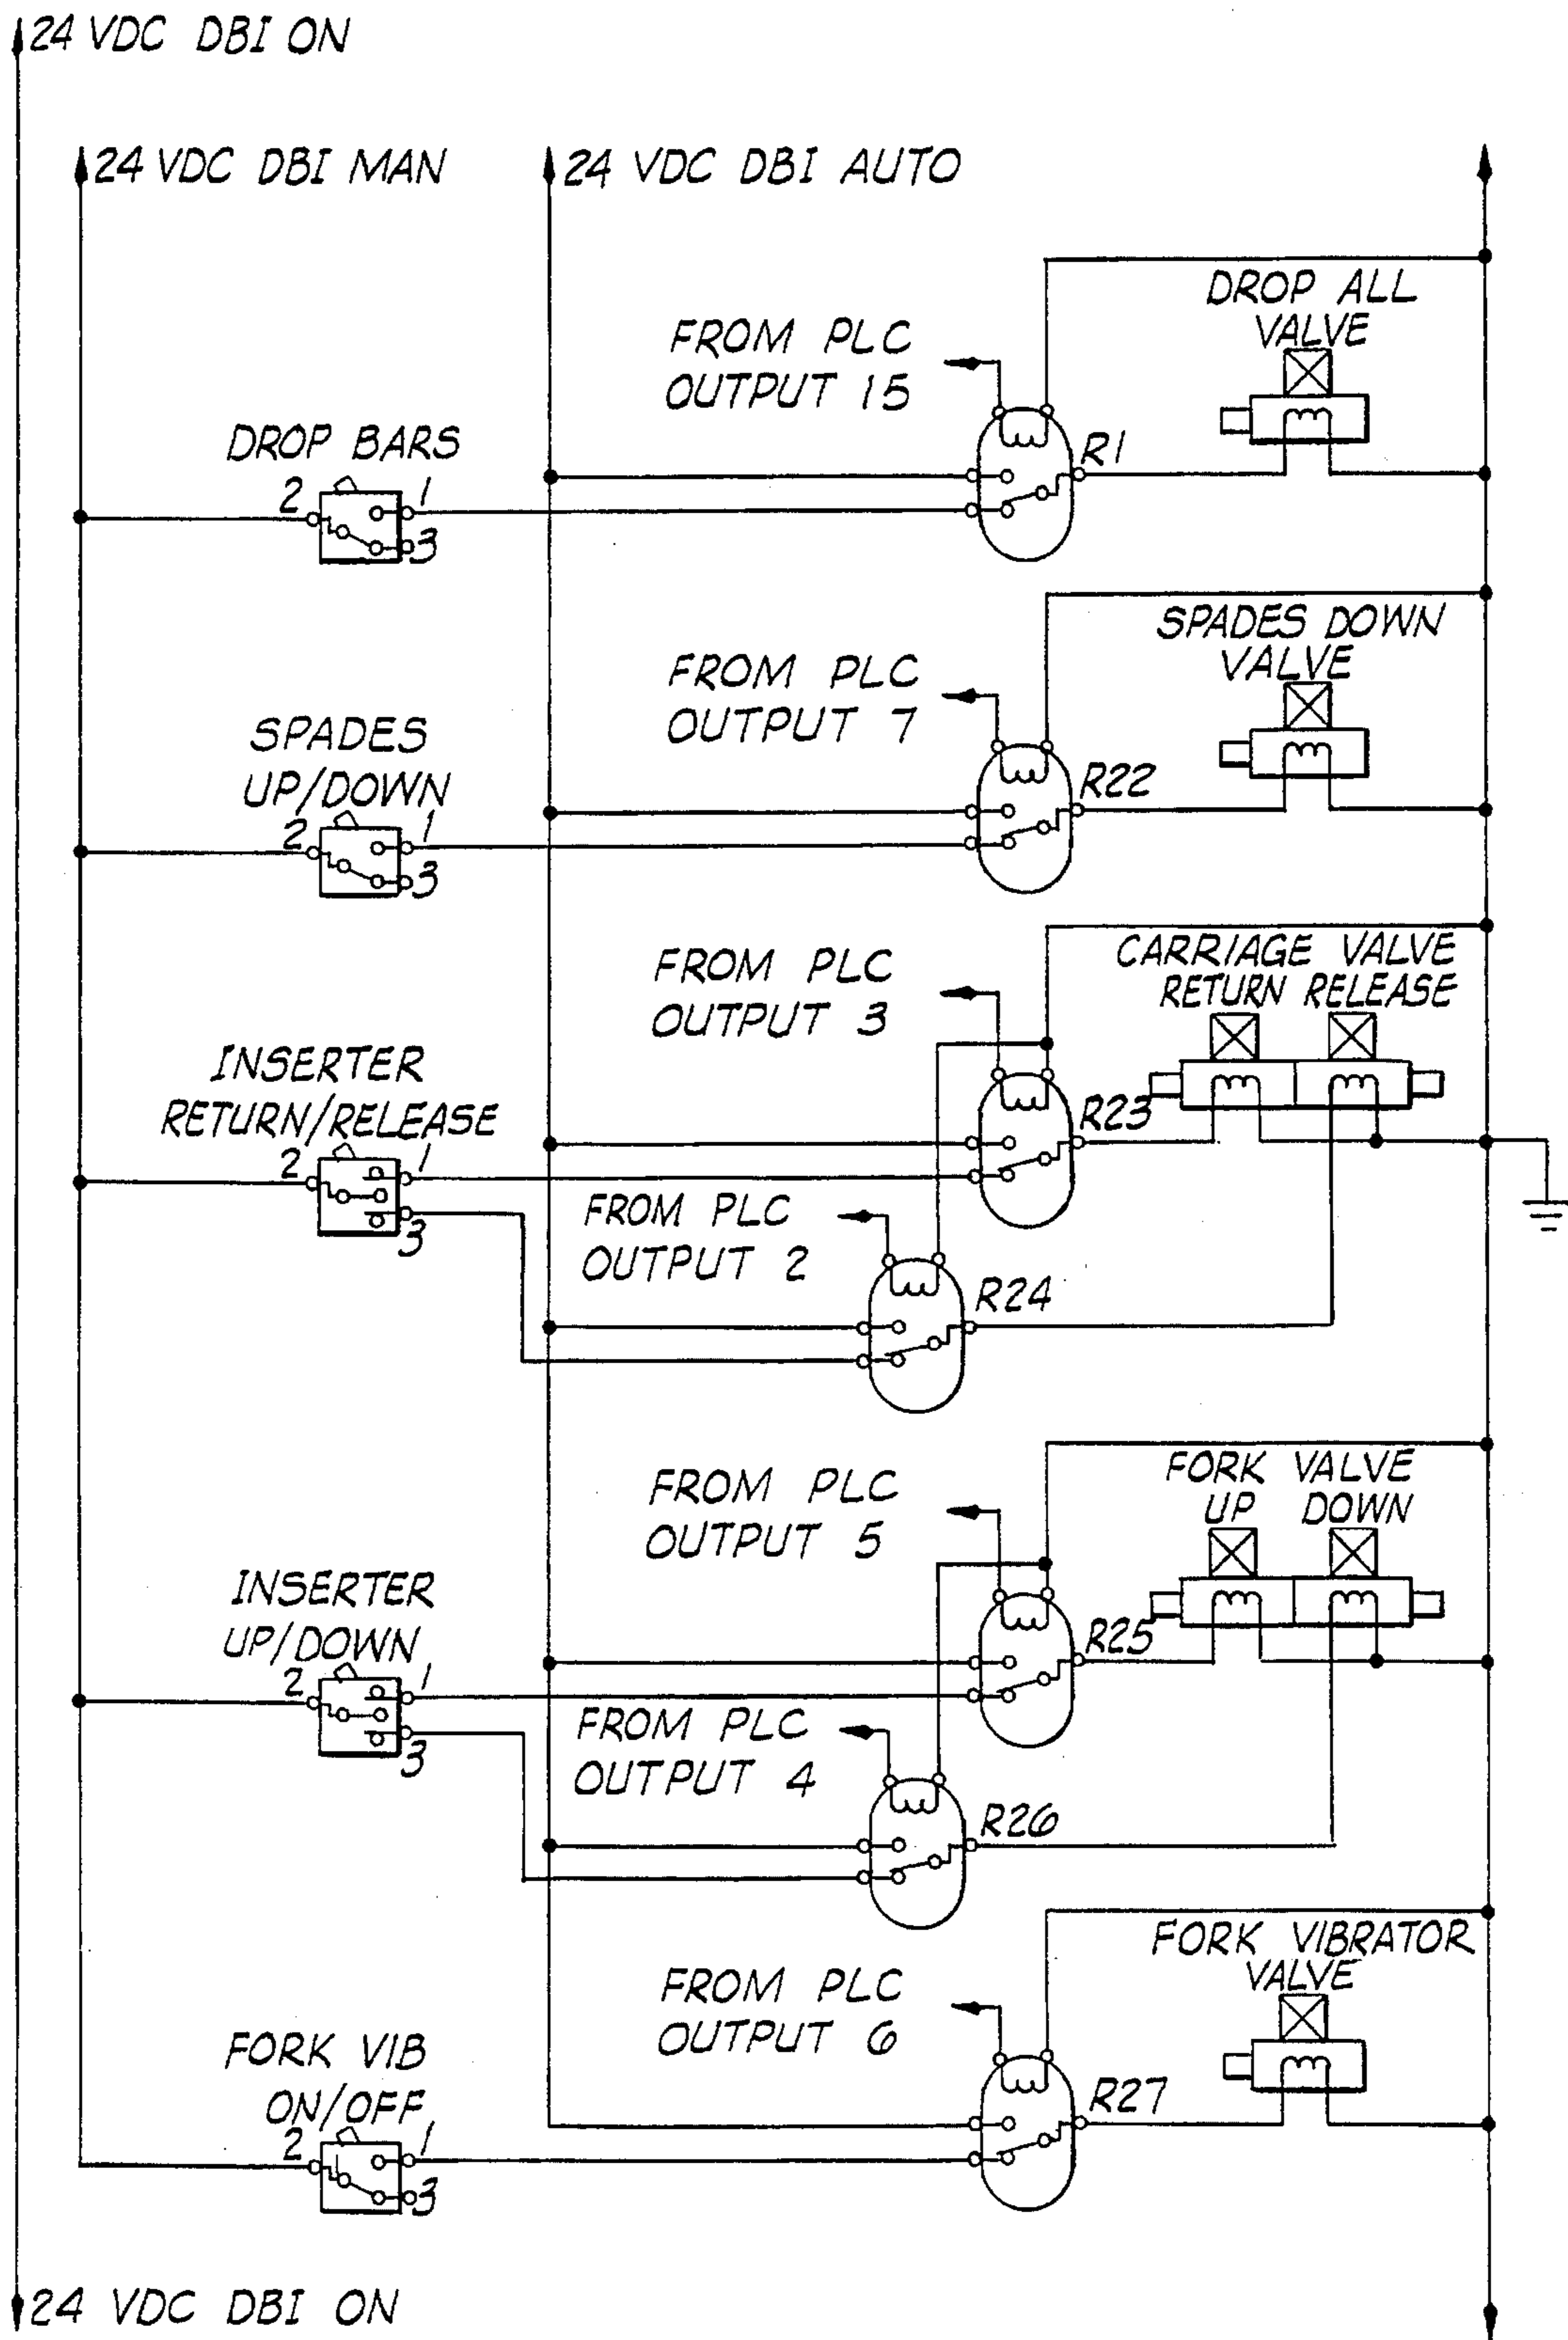 24 VDC DBI ON
24 VDC DBI MAN
24 VDC DBI AUTO
DROP ALL
VALVE
FROM PLC
OUTPUT 15
DROP BARS
2
1
3
R1
SPADES DOWN
VALVE
FROM PLC
OUTPUT 7
SPADES
UP/DOWN
2
1
3
R22
CARRIAGE VALVE
RETURN RELEASE
FROM PLC
OUTPUT 3
INSERTER
RETURN/RELEASE
2
1
3
R23
FROM PLC
OUTPUT 2
R24
FORK VALVE
UP DOWN
FROM PLC
OUTPUT 5
INSERTER
UP/DOWN
2
1
3
R25
FROM PLC
OUTPUT 4
R26
FORK VIBRATOR
VALVE
FROM PLC
OUTPUT 6
FORK VIB
ON/OFF
2
1
3
R27
24 VDC DBI ON